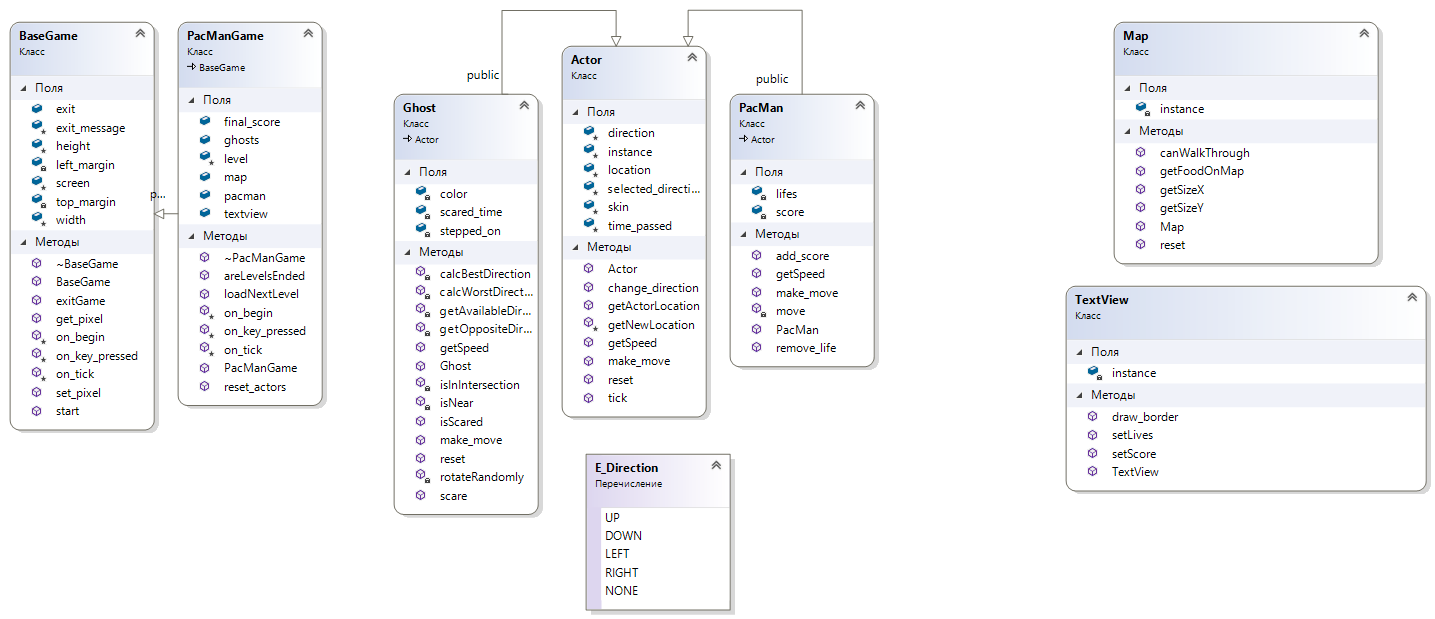 BaseGame
Класс
Поля
exit
exit_message
height
left_margin
screen
top_margin
width
Методы
~BaseGame
BaseGame
exitGame
get_pixel
on_begin
on_key_pressed
on_tick
set_pixel
start
p...
PacManGame
Класс
BaseGame
Поля
final_score
ghosts
level
map
pacman
textview
Методы
~PacManGame
areLevelsEnded
loadNextLevel
on_begin
on_key_pressed
on_tick
PacManGame
reset_actors
public
Ghost
Класс
Actor
Поля
color
scared_time
stepped_on
Методы
calcBestDirection
calcWorstDirect...
getAvailableDir...
getOppositeDir...
getSpeed
Ghost
isInIntersection
isNear
isScared
make_move
reset
rotateRandomly
scare
Actor
Класс
Поля
direction
instance
location
selected_directi...
skin
time_passed
Методы
Actor
change_direction
getActorLocation
getNewLocation
getSpeed
make_move
reset
tick
E_Direction
Перечисление
UP
DOWN
LEFT
RIGHT
NONE
public
PacMan
Класс
Actor
Поля
lifes
score
Методы
add_score
getSpeed
make_move
move
PacMan
remove_life
Map
Класс
Поля
instance
Методы
canWalkThrough
getFoodOnMap
getSizeX
getSizeY
Map
reset
TextView
Класс
Поля
instance
Методы
draw_border
setLives
setScore
TextView